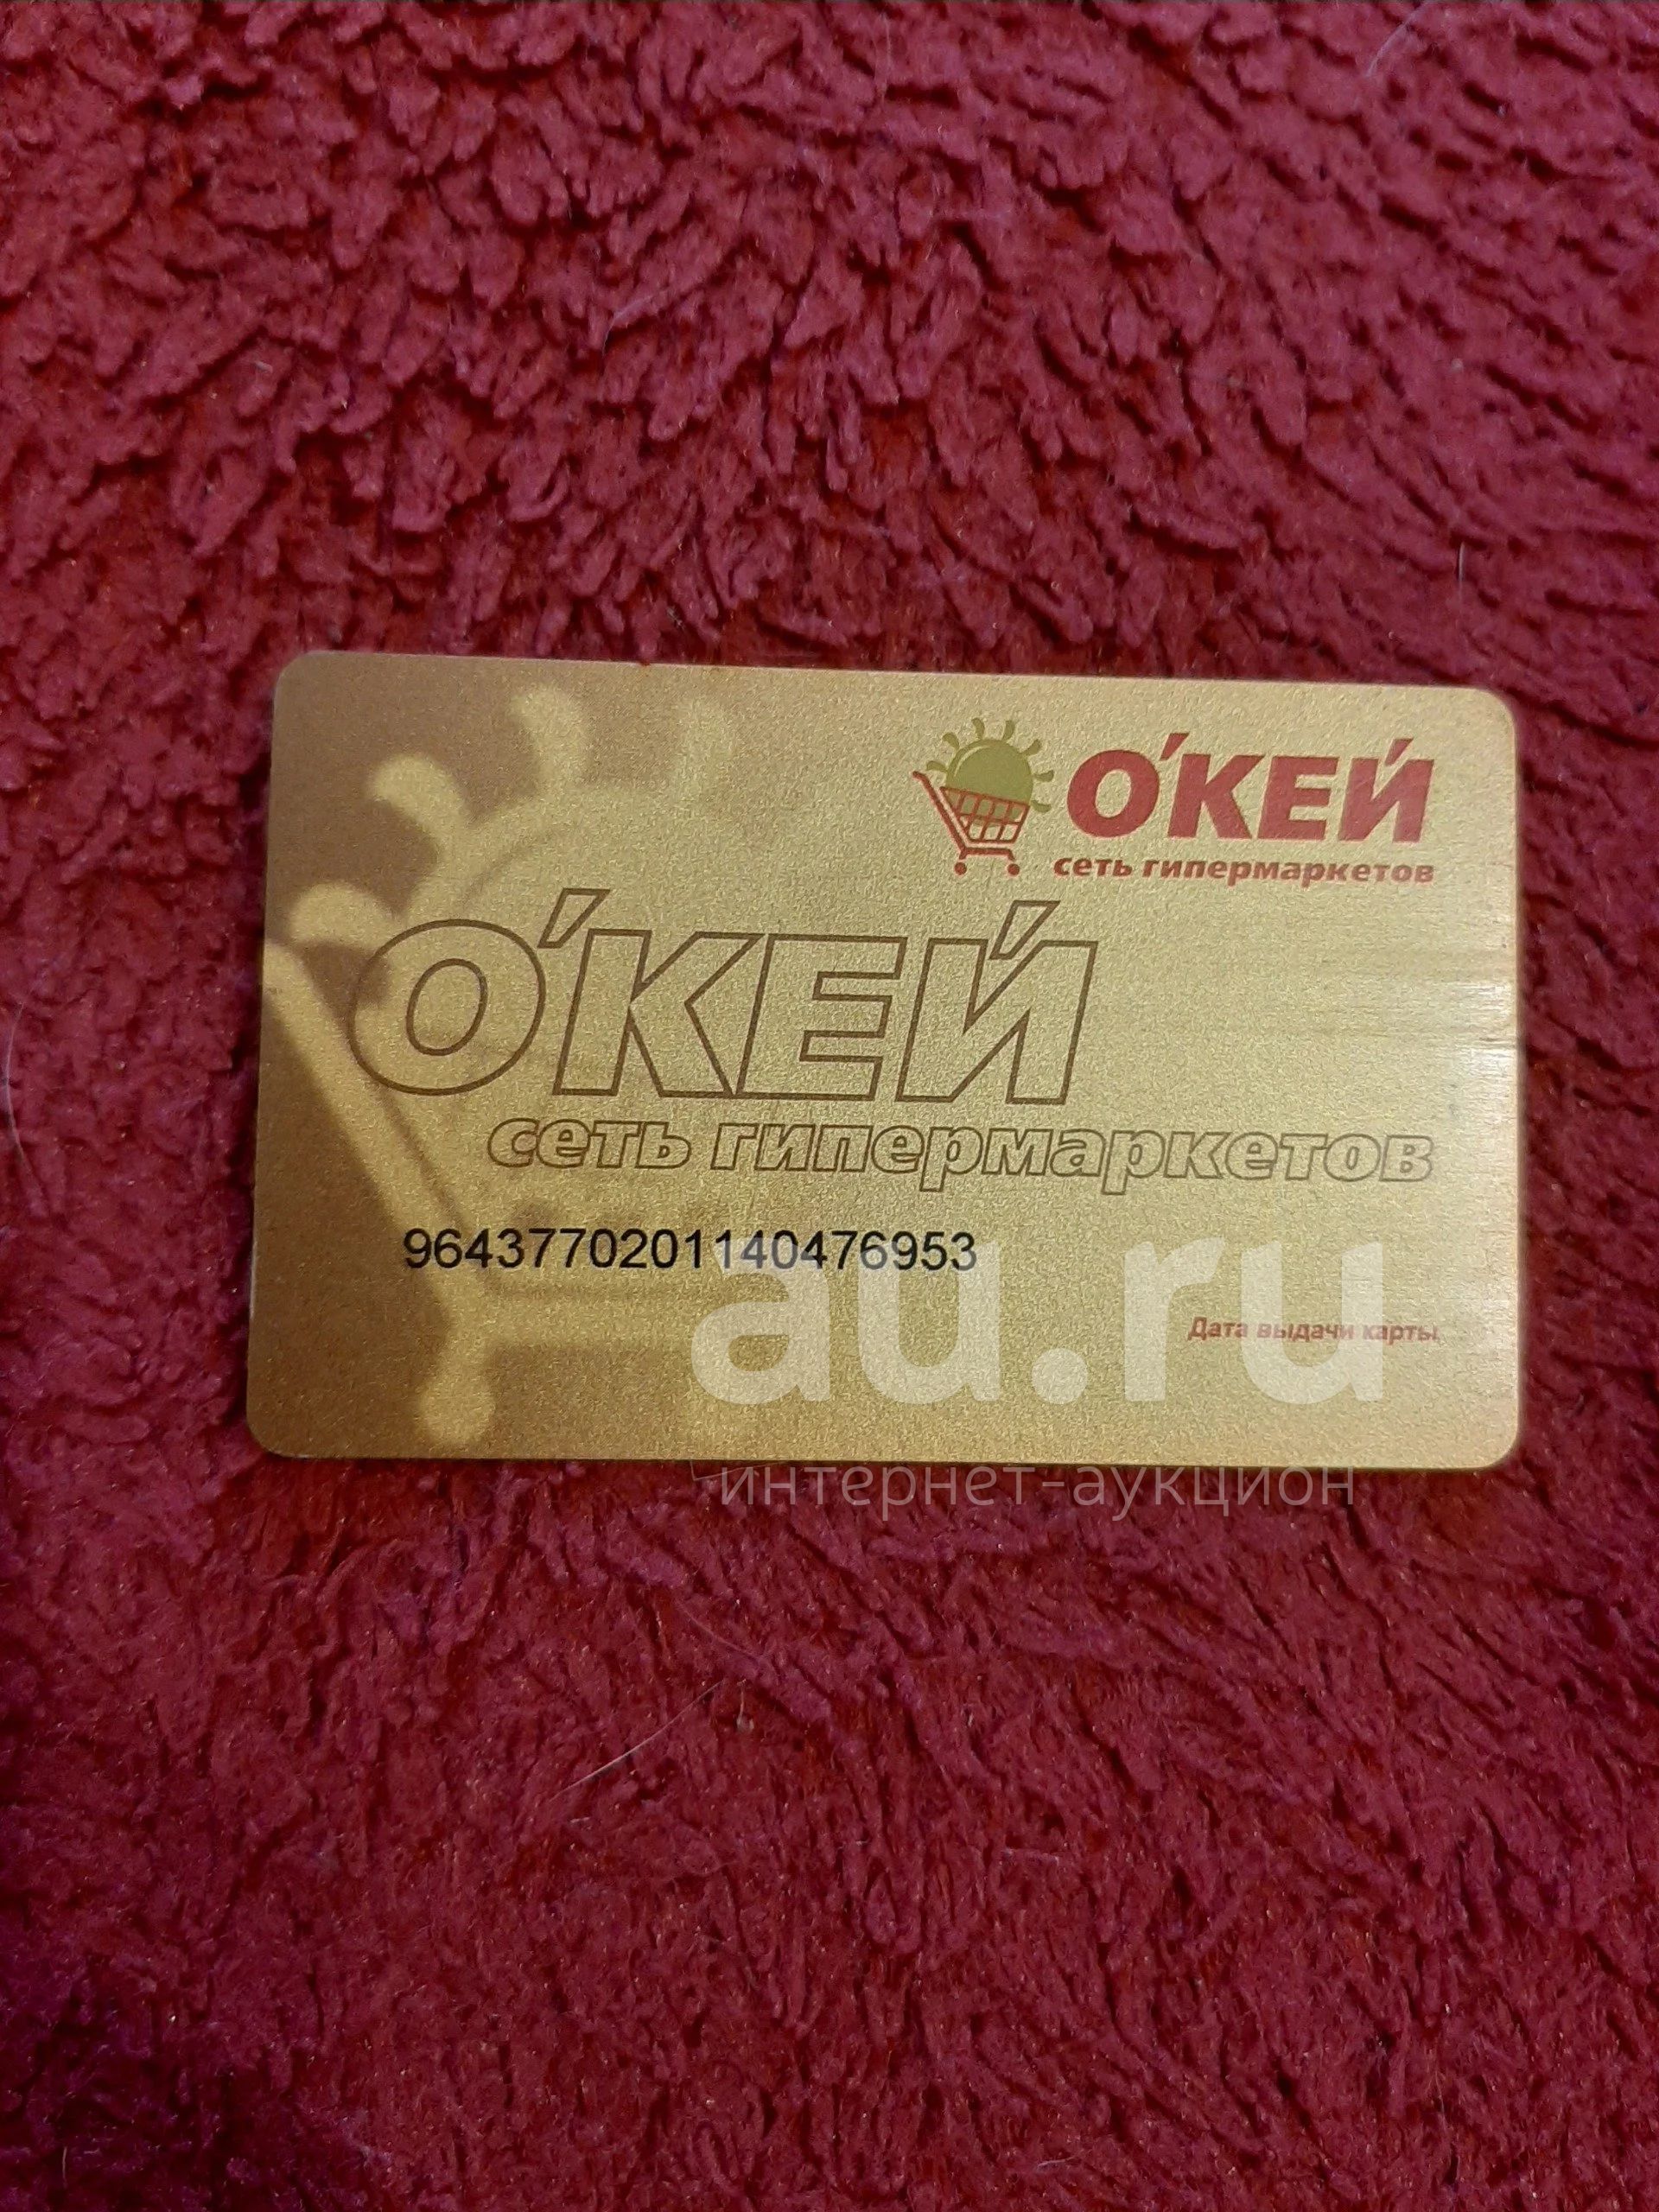 О'КЕЙ
сеть гипермаркетов
О'КЕЙ
сеть гипермаркетов
9643770201140476953
Дата выдачи карты
au.ru
интернет-аукцион